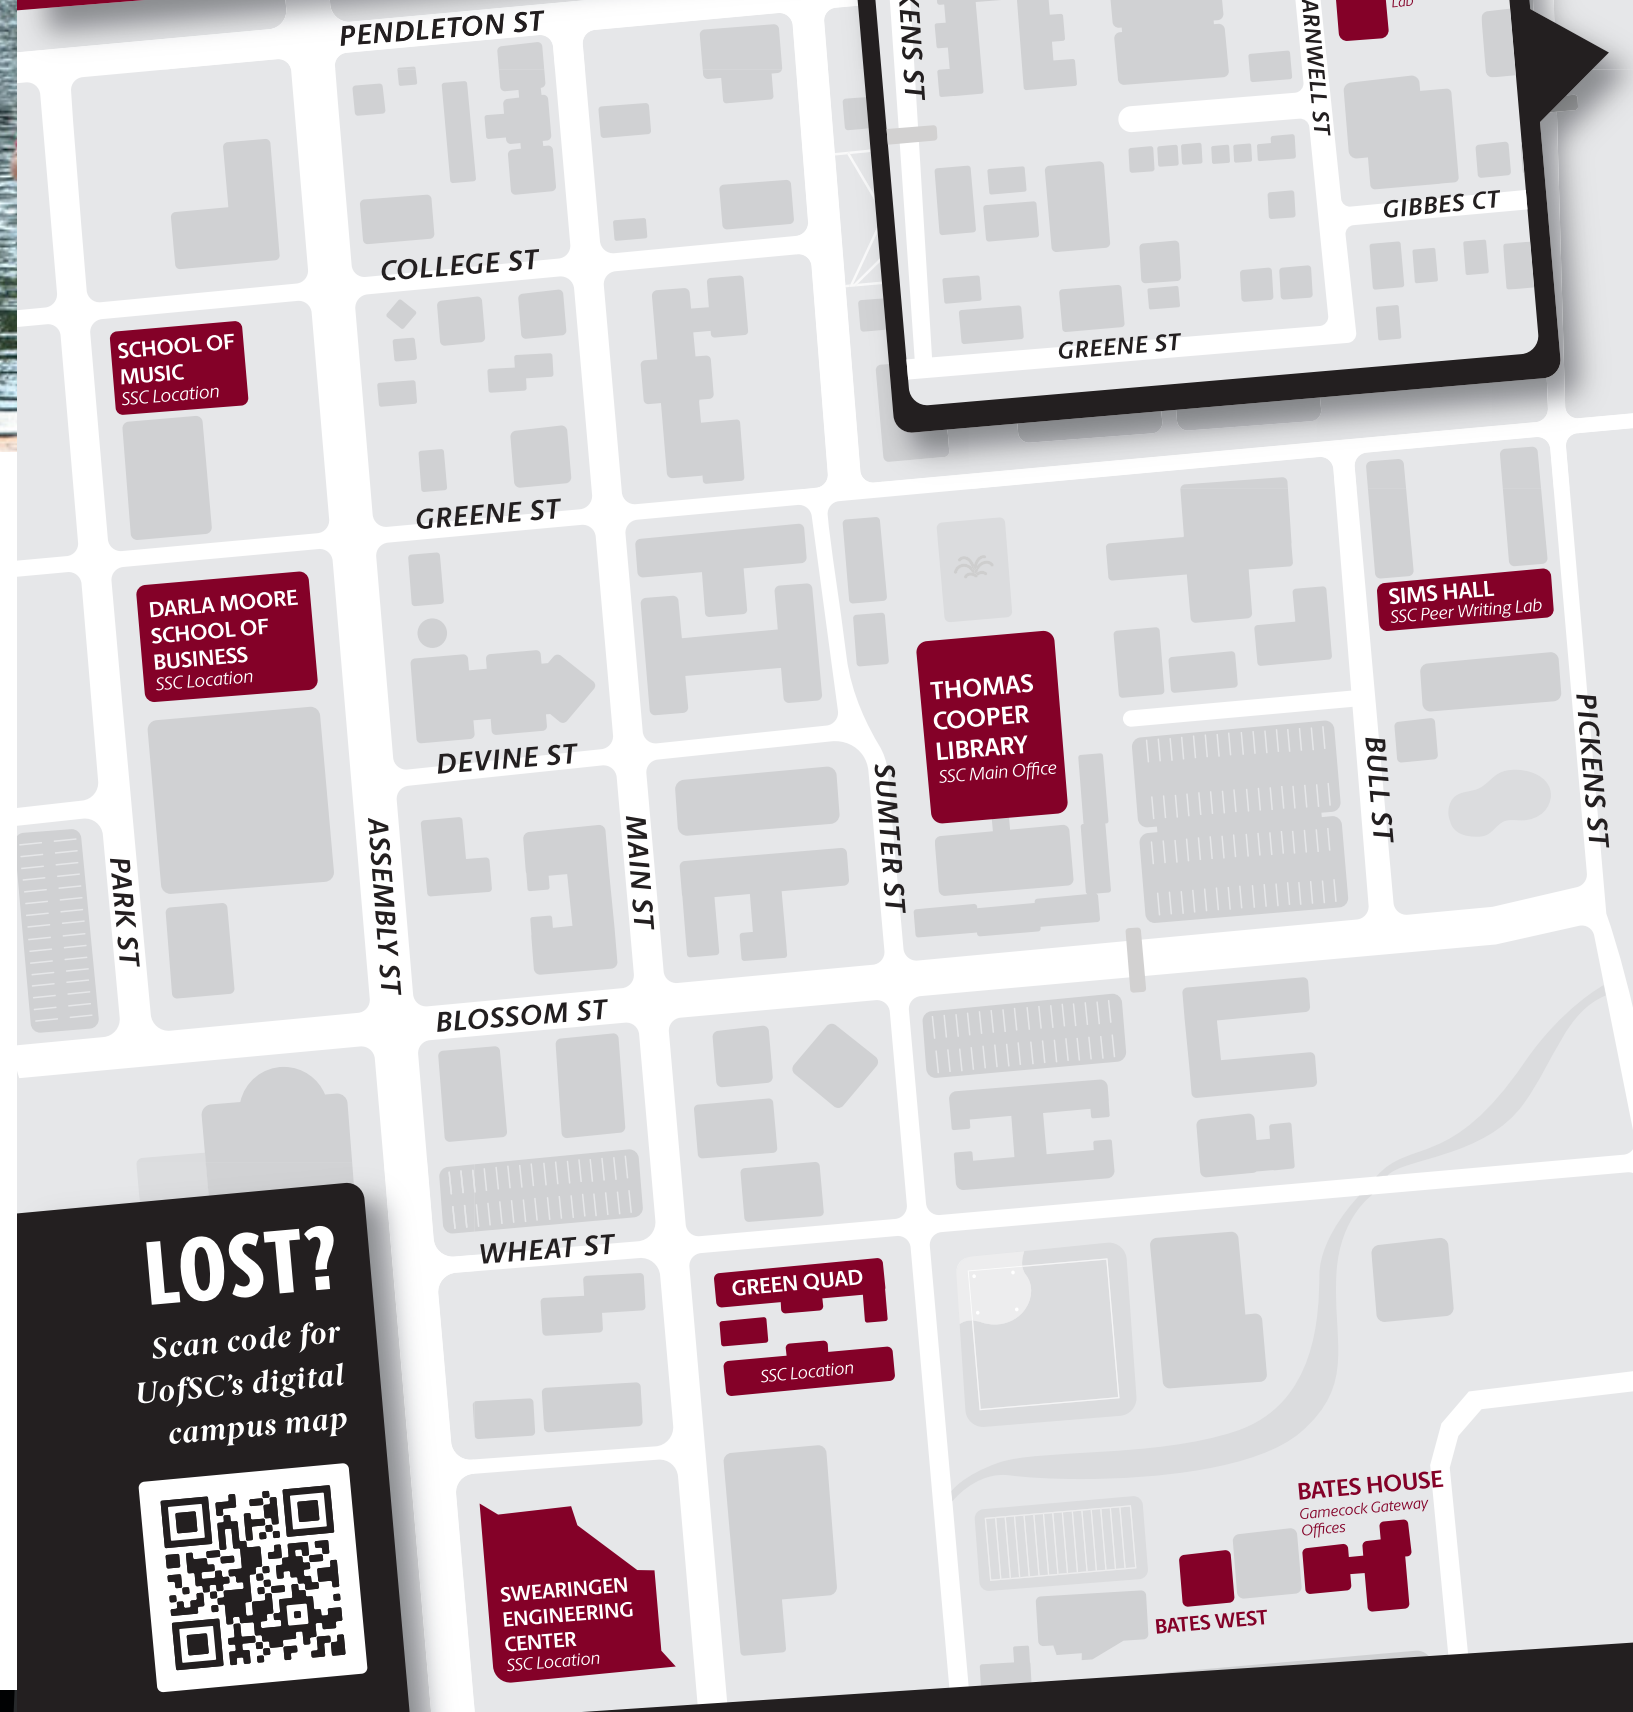 PENDLETON ST
Lab
GIBBES CT
COLLEGE ST
GREENE ST
SCHOOL OF
MUSIC
SSC Location
GREENE ST
DARLA MOORE
SCHOOL OF
BUSINESS
SSC Location
SIMS HALL
SSC Peer Writing Lab
THOMAS
COOPER
LIBRARY
SSC Main Office
DEVINE ST
PARK ST
ASSEMBLY ST
MAIN ST
SUMTER ST
BULL ST
PICKENS ST
BLOSSOM ST
WHEAT ST
GREEN QUAD
SSC Location
LOST?
Scan code for
UofSC's digital
campus map
SWEARINGEN
ENGINEERING
CENTER
SSC Location
BATES HOUSE
Gamecock Gateway
Offices
BATES WEST